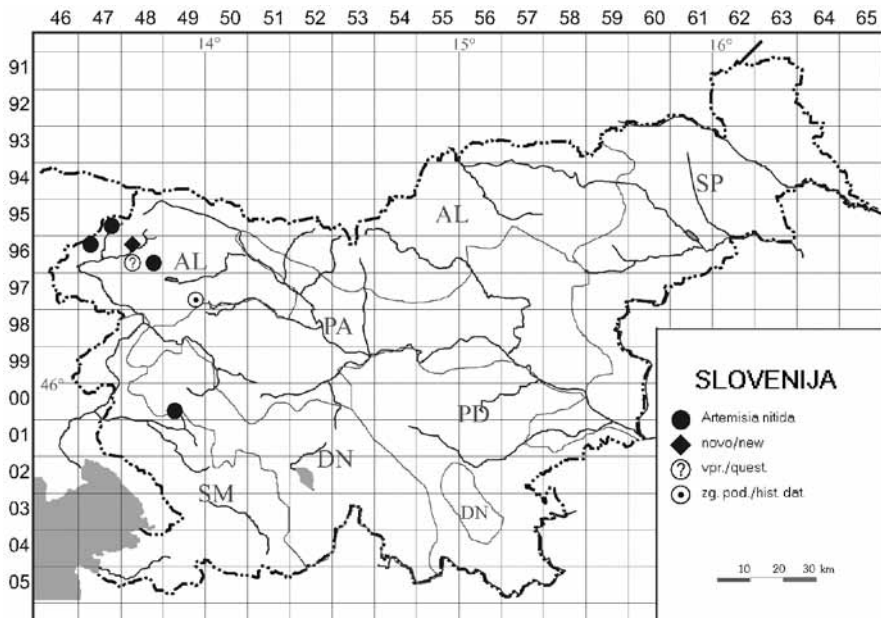 46 47 48 49 50 51 52 53 54 55 56 57 58 59 60 61 62 63 64 65
14° 15° 16°
91
92
93
94
95
96
97
98
99
00
01
02
03
04
05
46°
SP
AL
AL
?
PA
PD
DN
SM
DN
SLOVENIJA
Artemisia nitida
novo/new
? vpr./quest.
zg. pod./hist. dat.
10 20 30 km